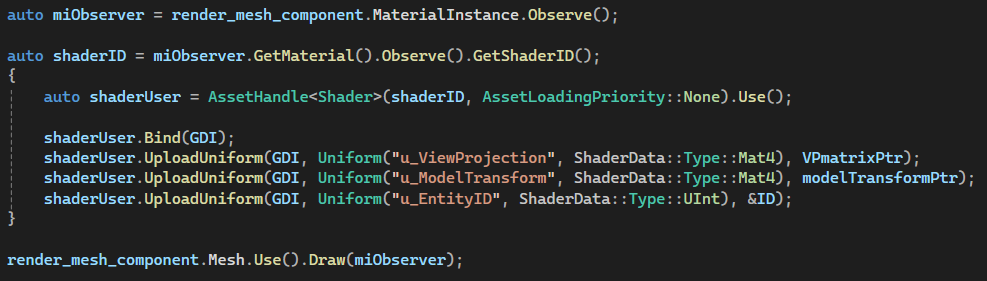 auto miObserver = render_mesh_component.MaterialInstance.Observe();
auto shaderID = miObserver.GetMaterial().Observe().GetShaderID();
{
auto shaderUser = AssetHandle<Shader>(shaderID, AssetLoadingPriority::None).Use();
shaderUser.Bind(GDI);
shaderUser.UploadUniform(GDI, Uniform("u_ViewProjection", ShaderData::Type::Mat4), VPmatrixPtr);
shaderUser.UploadUniform(GDI, Uniform("u_ModelTransform", ShaderData::Type::Mat4), modelTransformPtr);
shaderUser.UploadUniform(GDI, Uniform("u_EntityID", ShaderData::Type::UInt), &ID);
}
render_mesh_component.Mesh.Use().Draw(miObserver);